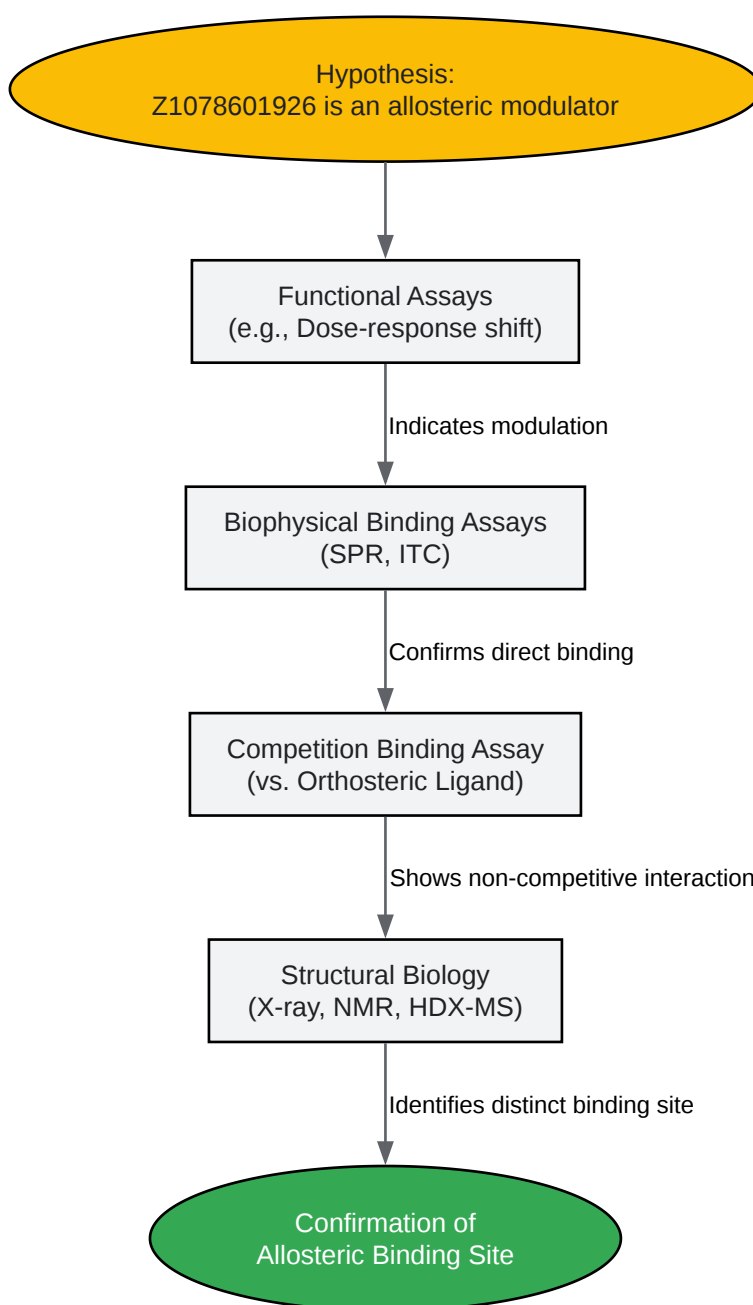 Hypothesis:
Z1078601926 is an allosteric modulator
Functional Assays
(e.g., Dose-response shift)
Indicates modulation
Biophysical Binding Assays
(SPR, ITC)
Confirms direct binding
Competition Binding Assay
(vs. Orthosteric Ligand)
Shows non-competitive interaction
Structural Biology
(X-ray, NMR, HDX-MS)
Identifies distinct binding site
Confirmation of
Allosteric Binding Site